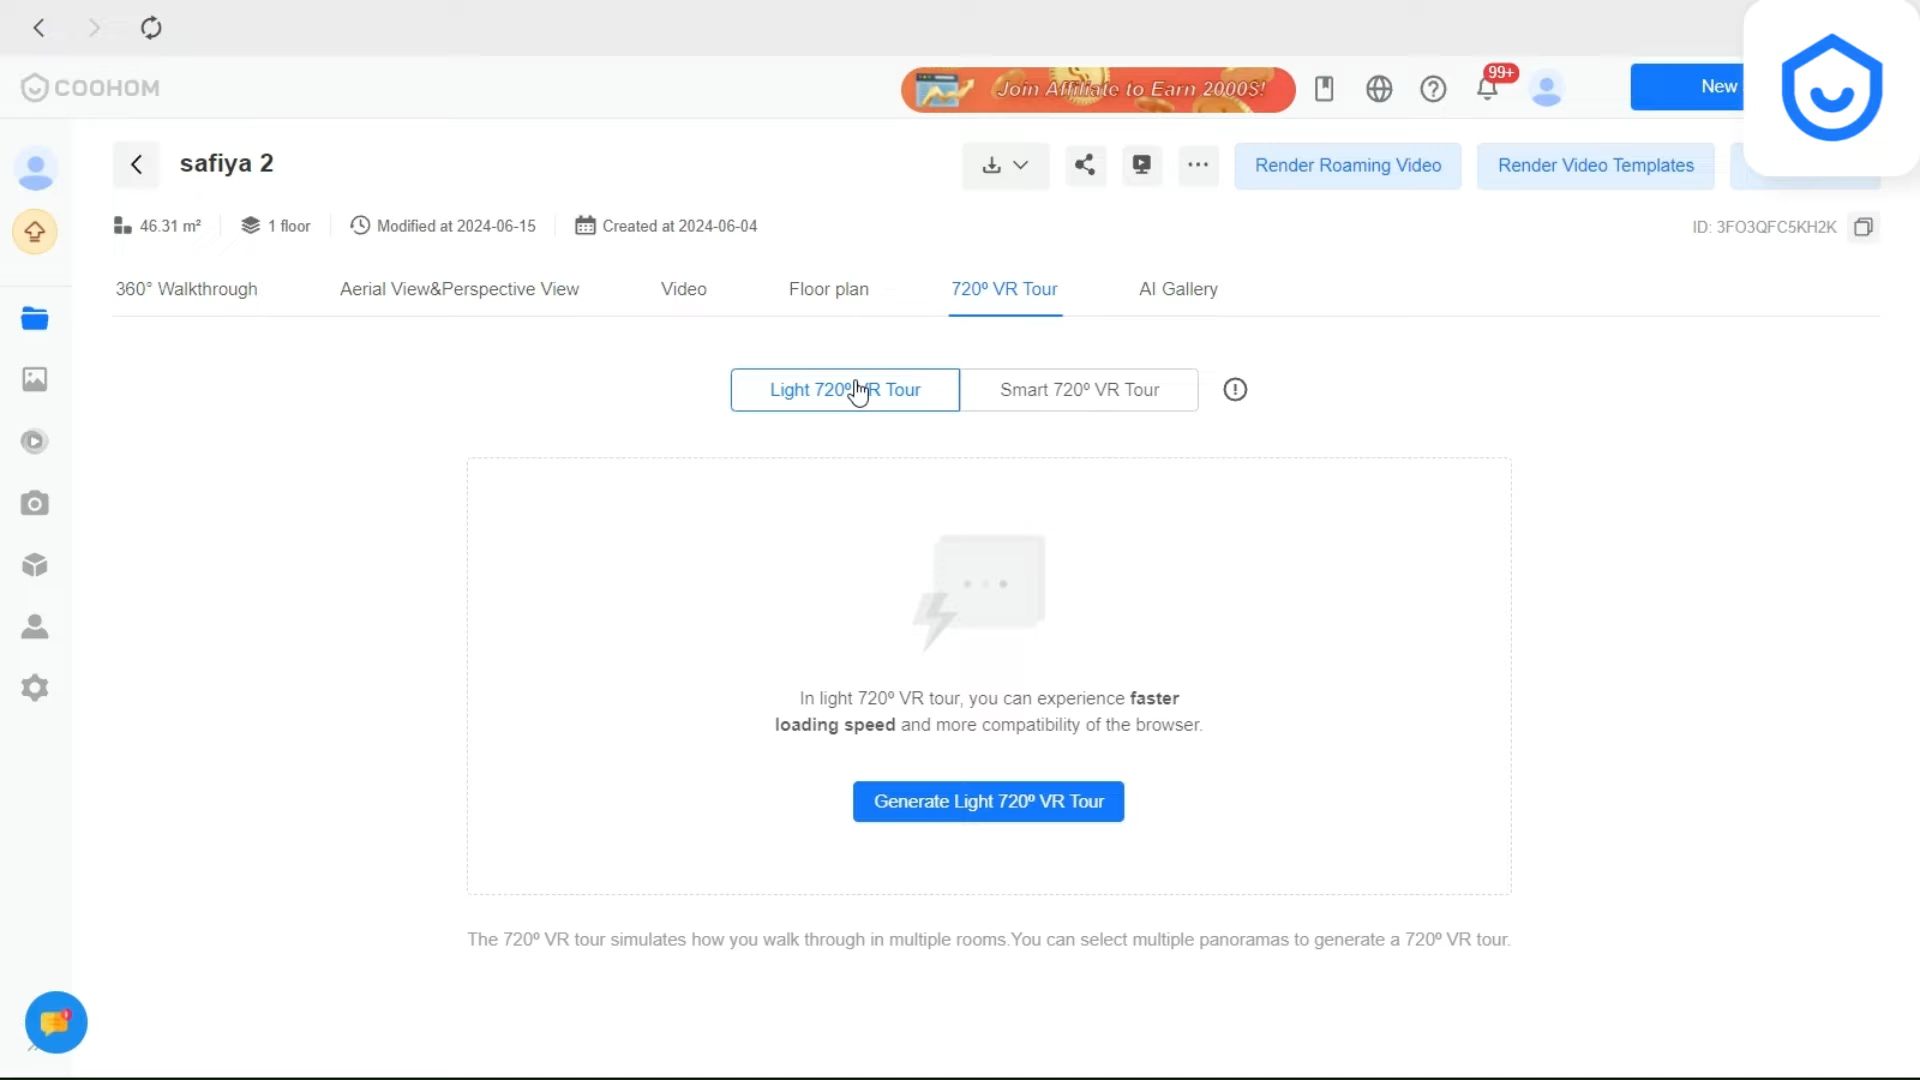 COOHOM
Join Affiliate to Earn 2000$!
99+
New
safiya 2
Render Roaming Video
Render Video Templates
46.31 m²
1 floor
Modified at 2024-06-15
Created at 2024-06-04
ID: 3FO3QFC5KH2K
360° Walkthrough
Aerial View&Perspective View
Video
Floor plan
720º VR Tour
AI Gallery
Light 720º VR Tour
Smart 720º VR Tour
In light 720º VR tour, you can experience faster
loading speed and more compatibility of the browser.
Generate Light 720º VR Tour
The 720º VR tour simulates how you walk through in multiple rooms.You can select multiple panoramas to generate a 720º VR tour.